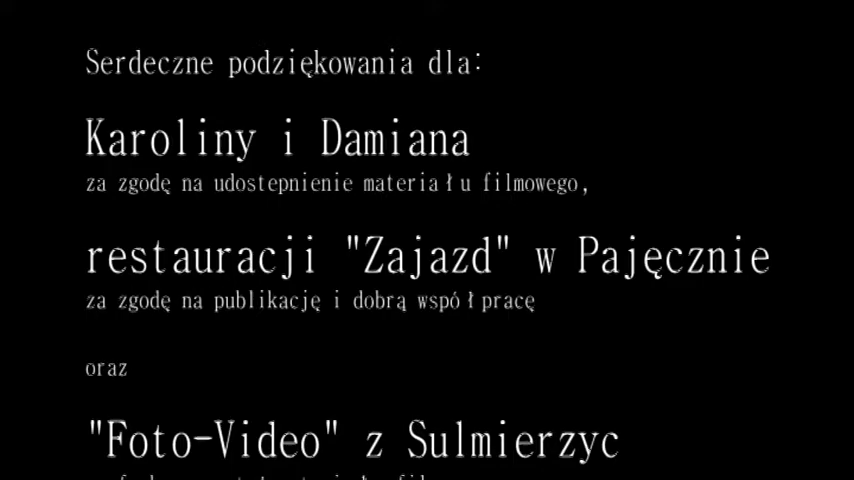 Serdeczne podziękowania dla:
Karoliny i Damiana
za zgodę na udostepnienie materiału filmowego,
restauracji "Zajazd" w Pajęcznie
za zgodę na publikację i dobrą współpracę
oraz
"Foto-Video" z Sulmierzyc